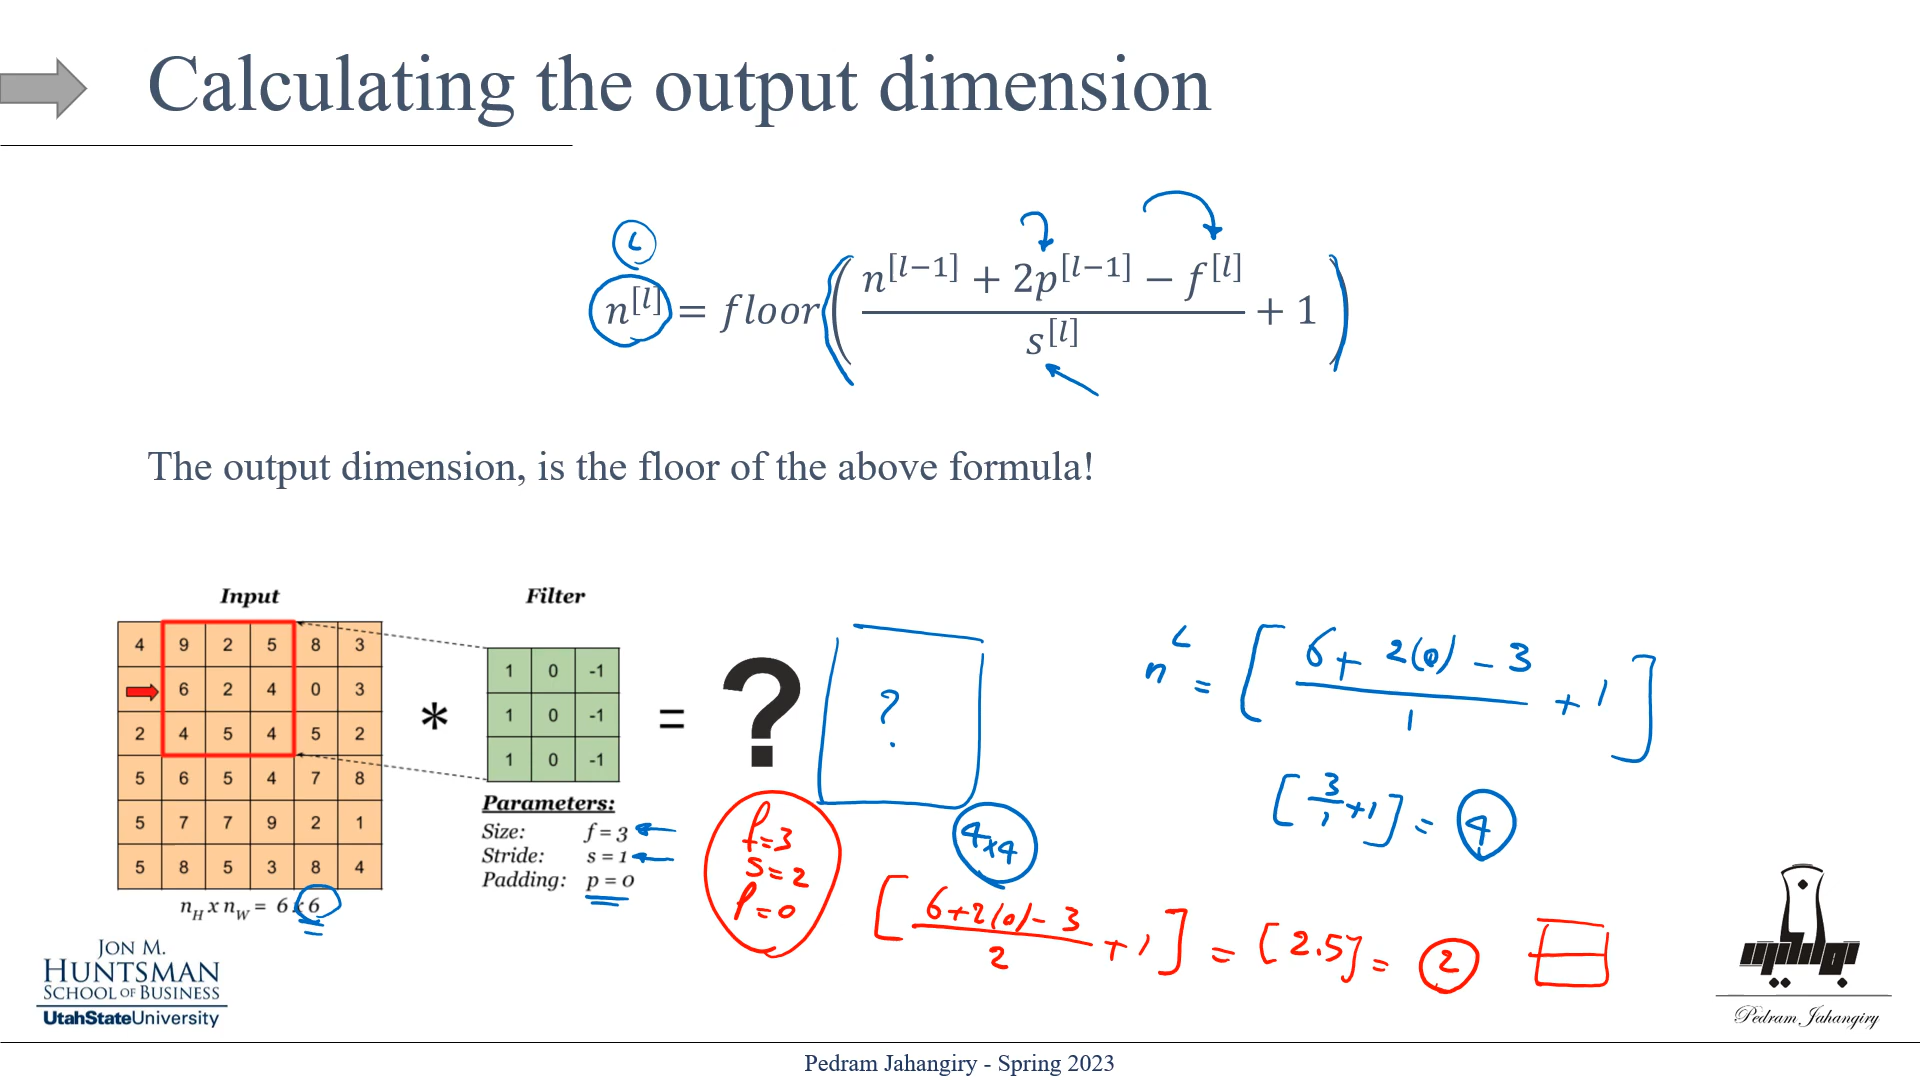 Calculating the output dimension
L
n^[l] = floor( (n^[l−1] + 2p^[l−1] − f^[l]) / s^[l] + 1 )
The output dimension, is the floor of the above formula!
Input
4 9 2 5 8 3
6 2 4 0 3
2 4 5 4 5 2
5 6 5 4 7 8
5 7 7 9 2 1
5 8 5 3 8 4
n_H x n_W = 6 x 6
*
Filter
1 0 -1
1 0 -1
1 0 -1
Parameters:
Size: f = 3
Stride: s = 1
Padding: p = 0
= ?
?
4x4
n^L = [ (6 + 2(0) - 3) / 1 + 1 ]
[ 3/1 + 1 ] = 4
f=3
s=2
p=0
[ (6+2(0)-3) / 2 + 1 ] = [2.5] = 2
JON M.
HUNTSMAN
SCHOOL OF BUSINESS
UtahStateUniversity
Pedram Jahangiry
Pedram Jahangiry - Spring 2023